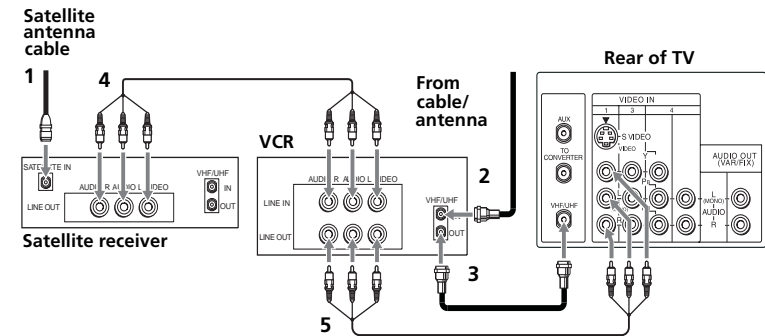 Satellite
antenna
cable
1
4
From
cable/
antenna
Rear of TV
VCR
2
SATELLITE IN
AUDIO R AUDIO L VIDEO
LINE OUT
VHF/UHF
IN
OUT
Satellite receiver
AUDIO R AUDIO L VIDEO
LINE IN
LINE OUT
VHF/UHF
IN
OUT
3
5
VIDEO IN
1
3
4
AUX
TO
CONVERTER
VHF/UHF
S VIDEO
VIDEO
Y
L
(MONO)
AUDIO
R
AUDIO OUT
(VAR/FIX)